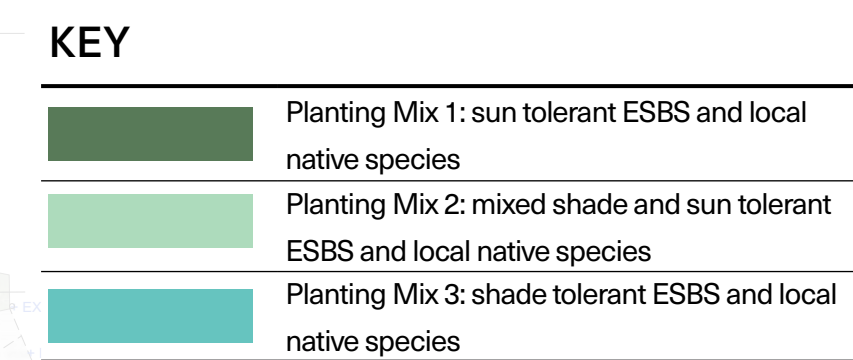 KEY
Planting Mix 1: sun tolerant ESBS and local
native species
Planting Mix 2: mixed shade and sun tolerant
ESBS and local native species
Planting Mix 3: shade tolerant ESBS and local
native species
EX